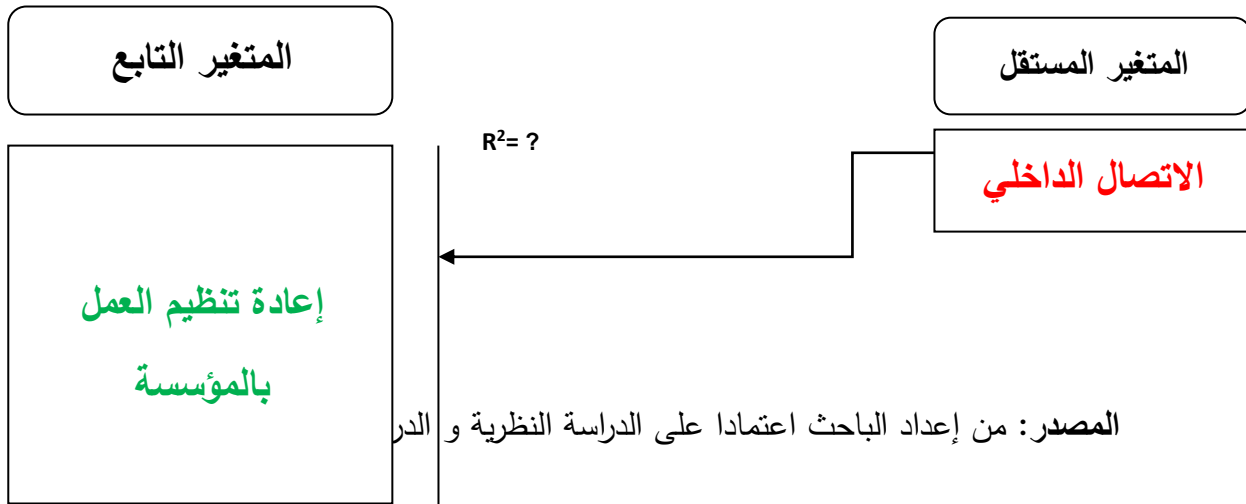 المتغير المستقل
المتغير التابع
R²= ?
الاتصال الداخلي
إعادة تنظيم العمل
بالمؤسسة
المصدر: من إعداد الباحث اعتمادا على الدراسة النظرية و